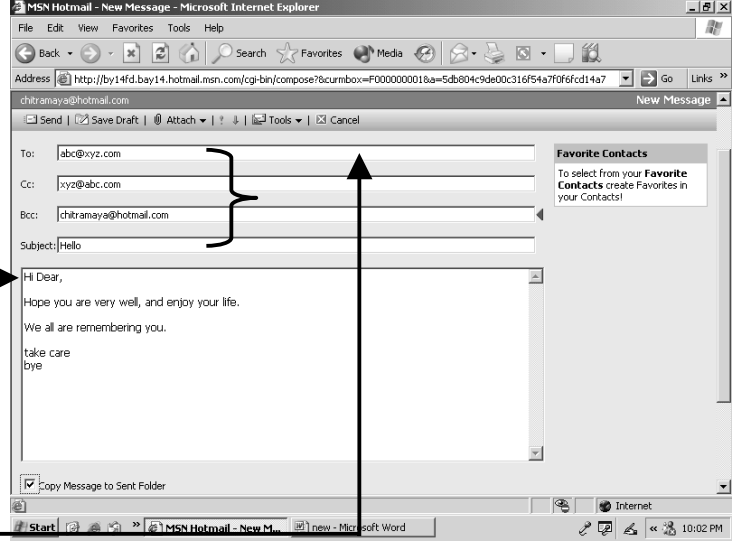 MSN Hotmail - New Message - Microsoft Internet Explorer
File Edit View Favorites Tools Help
Back Search Favorites Media
Address http://by14fd.bay14.hotmail.msn.com/cgi-bin/compose?&curmbox=F000000001&a=5db804c9de00c316f54a7f0f6fcd14a7 Go Links »
chitramaya@hotmail.com New Message
Send | Save Draft | Attach | Tools | Cancel
To: abc@xyz.com
Cc: xyz@abc.com
Bcc: chitramaya@hotmail.com
Subject: Hello
Favorite Contacts
To select from your Favorite
Contacts create Favorites in
your Contacts!
Hi Dear,
Hope you are very well, and enjoy your life.
We all are remembering you.
take care
bye
Copy Message to Sent Folder
Internet
Start » MSN Hotmail - New M... new - Microsoft Word « 10:02 PM